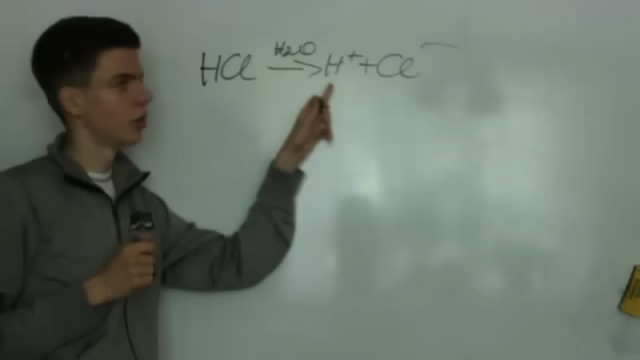 HCl H2O → H⁺ + Cl⁻